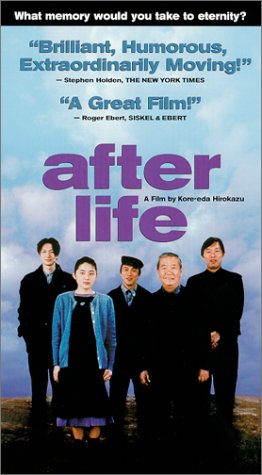 What memory would you take to eternity?
“Brilliant, Humorous,
Extraordinarily Moving!”
— Stephen Holden, THE NEW YORK TIMES
“A Great Film!”
— Roger Ebert, SISKEL & EBERT
after
A Film by Kore-eda Hirokazu
life